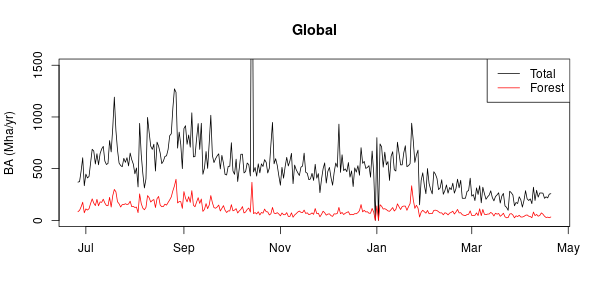 Global
BA (Mha/yr)
1500
1000
500
0
Total
Forest
Jul
Sep
Nov
Jan
Mar
May